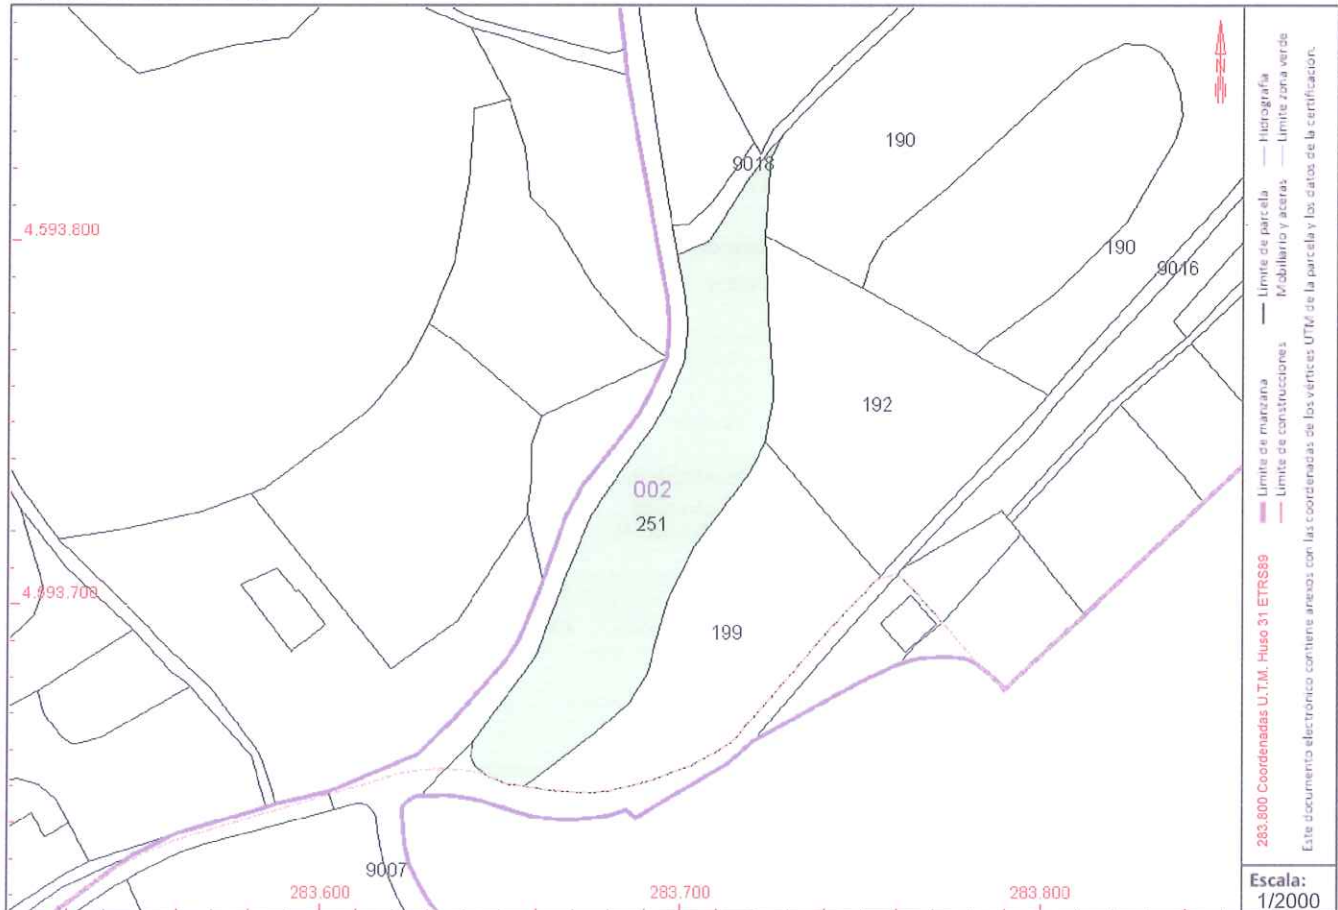 9018
190
4.593.800
190
9016
192
002
251
4.593.700
199
9007
283.600
283.700
283.800
283.800 Coordenadas U.T.M. Huso 31 ETRS89
Límite de manzana
Límite de parcela
Hidrografía
Límite de construcciones
Mobiliario y aceras
Límite zona verde
Este documento electrónico contiene anexos con las coordenadas de los vértices UTM de la parcela y los datos de la certificación.
Escala:
1/2000